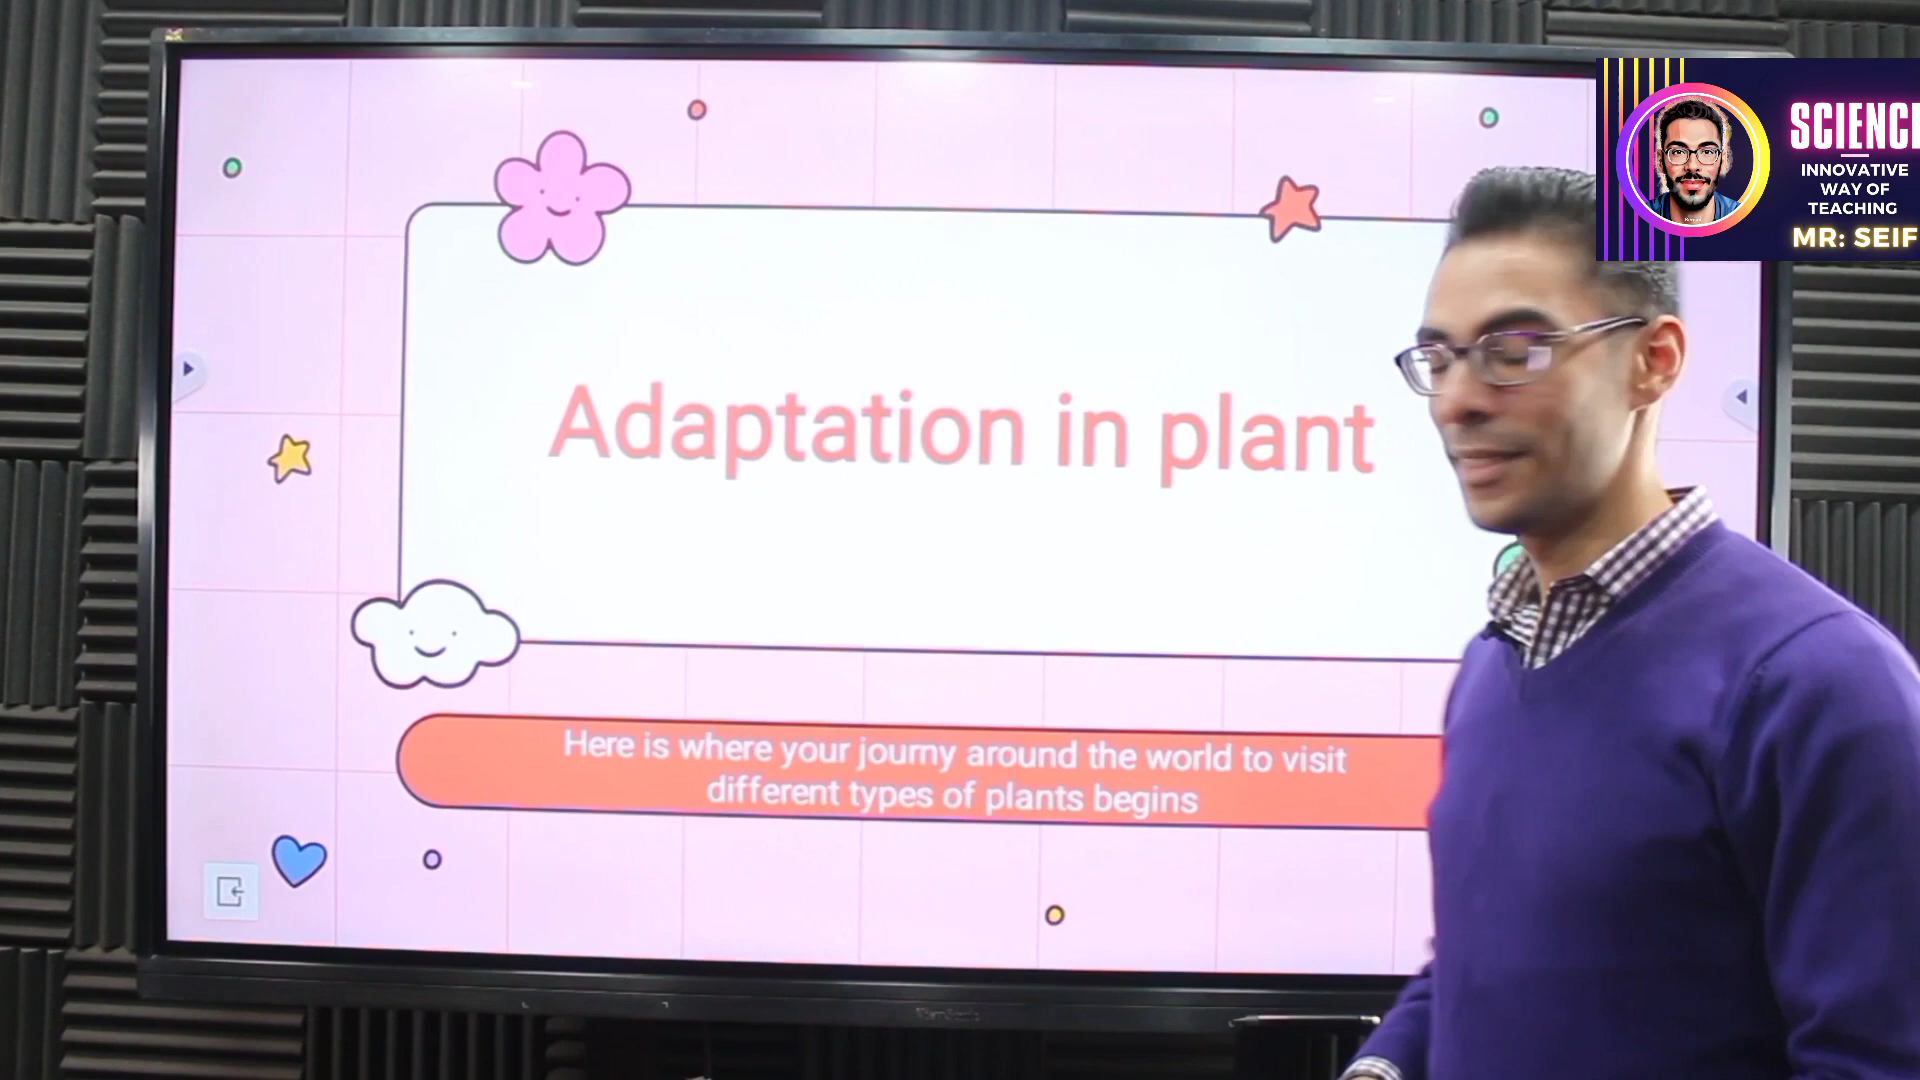 Adaptation in plant
Here is where your journy around the world to visit
different types of plants begins
SCIENC
INNOVATIVE
WAY OF
TEACHING
MR: SEIF